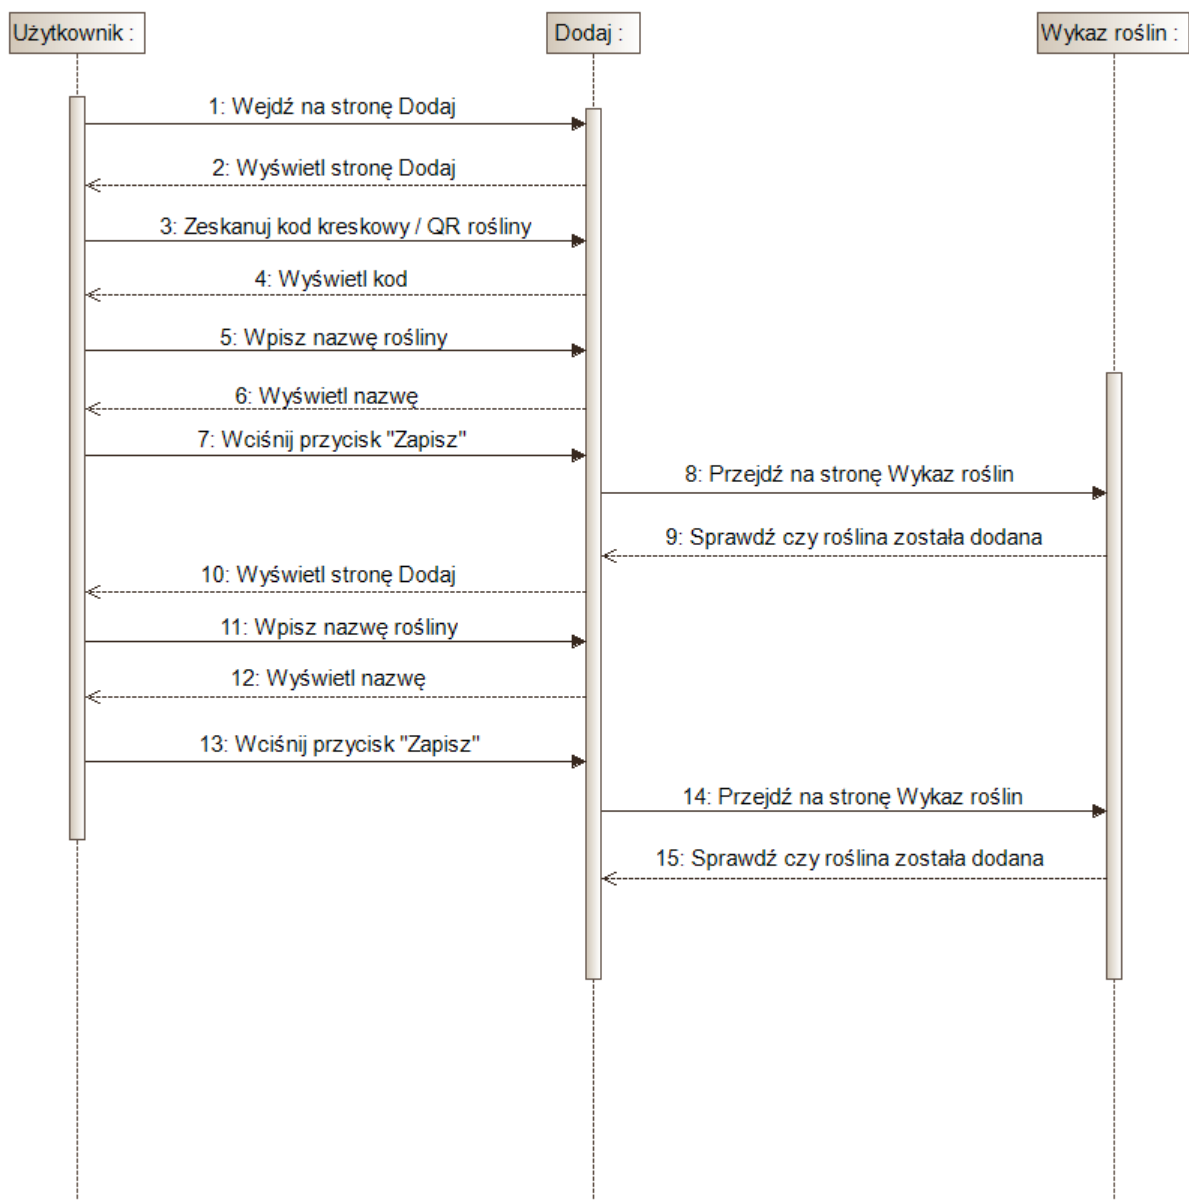 Użytkownik :
Dodaj :
Wykaz roślin :
1: Wejdź na stronę Dodaj
2: Wyświetl stronę Dodaj
3: Zeskanuj kod kreskowy / QR rośliny
4: Wyświetl kod
5: Wpisz nazwę rośliny
6: Wyświetl nazwę
7: Wciśnij przycisk "Zapisz"
8: Przejdź na stronę Wykaz roślin
9: Sprawdź czy roślina została dodana
10: Wyświetl stronę Dodaj
11: Wpisz nazwę rośliny
12: Wyświetl nazwę
13: Wciśnij przycisk "Zapisz"
14: Przejdź na stronę Wykaz roślin
15: Sprawdź czy roślina została dodana